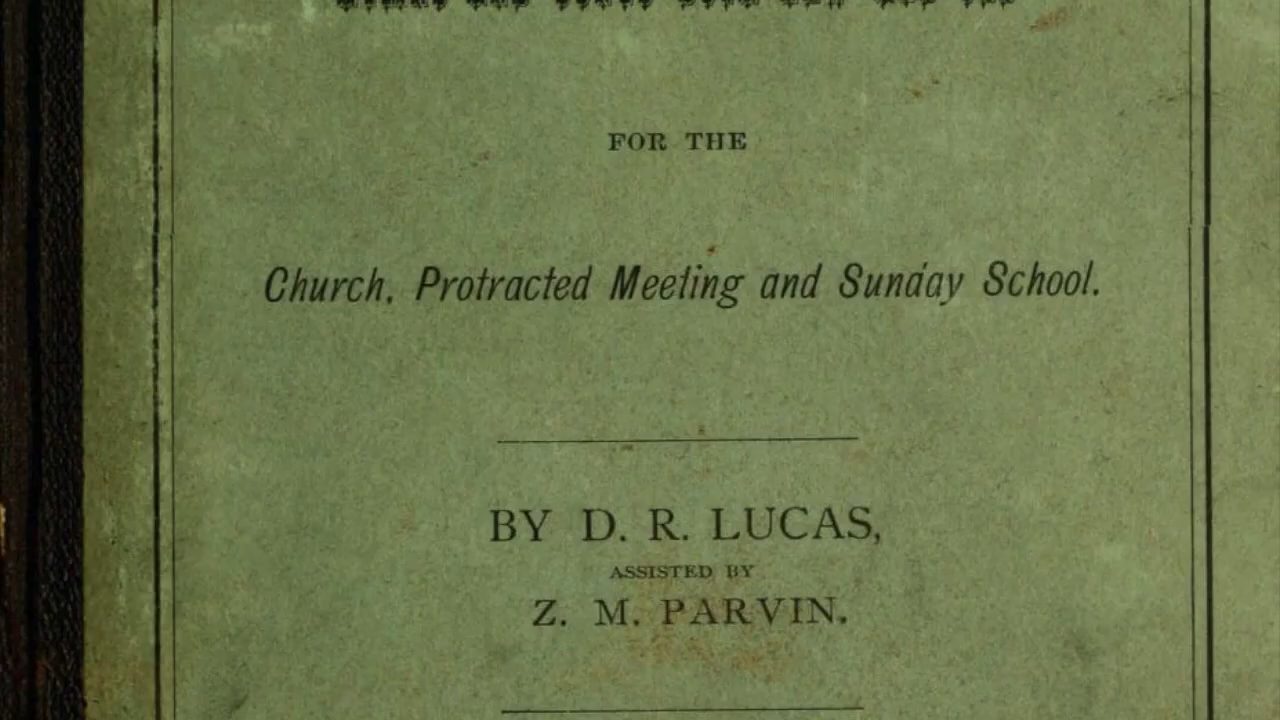 FOR THE
Church, Protracted Meeting and Sunday School.
BY D. R. LUCAS,
ASSISTED BY
Z. M. PARVIN.